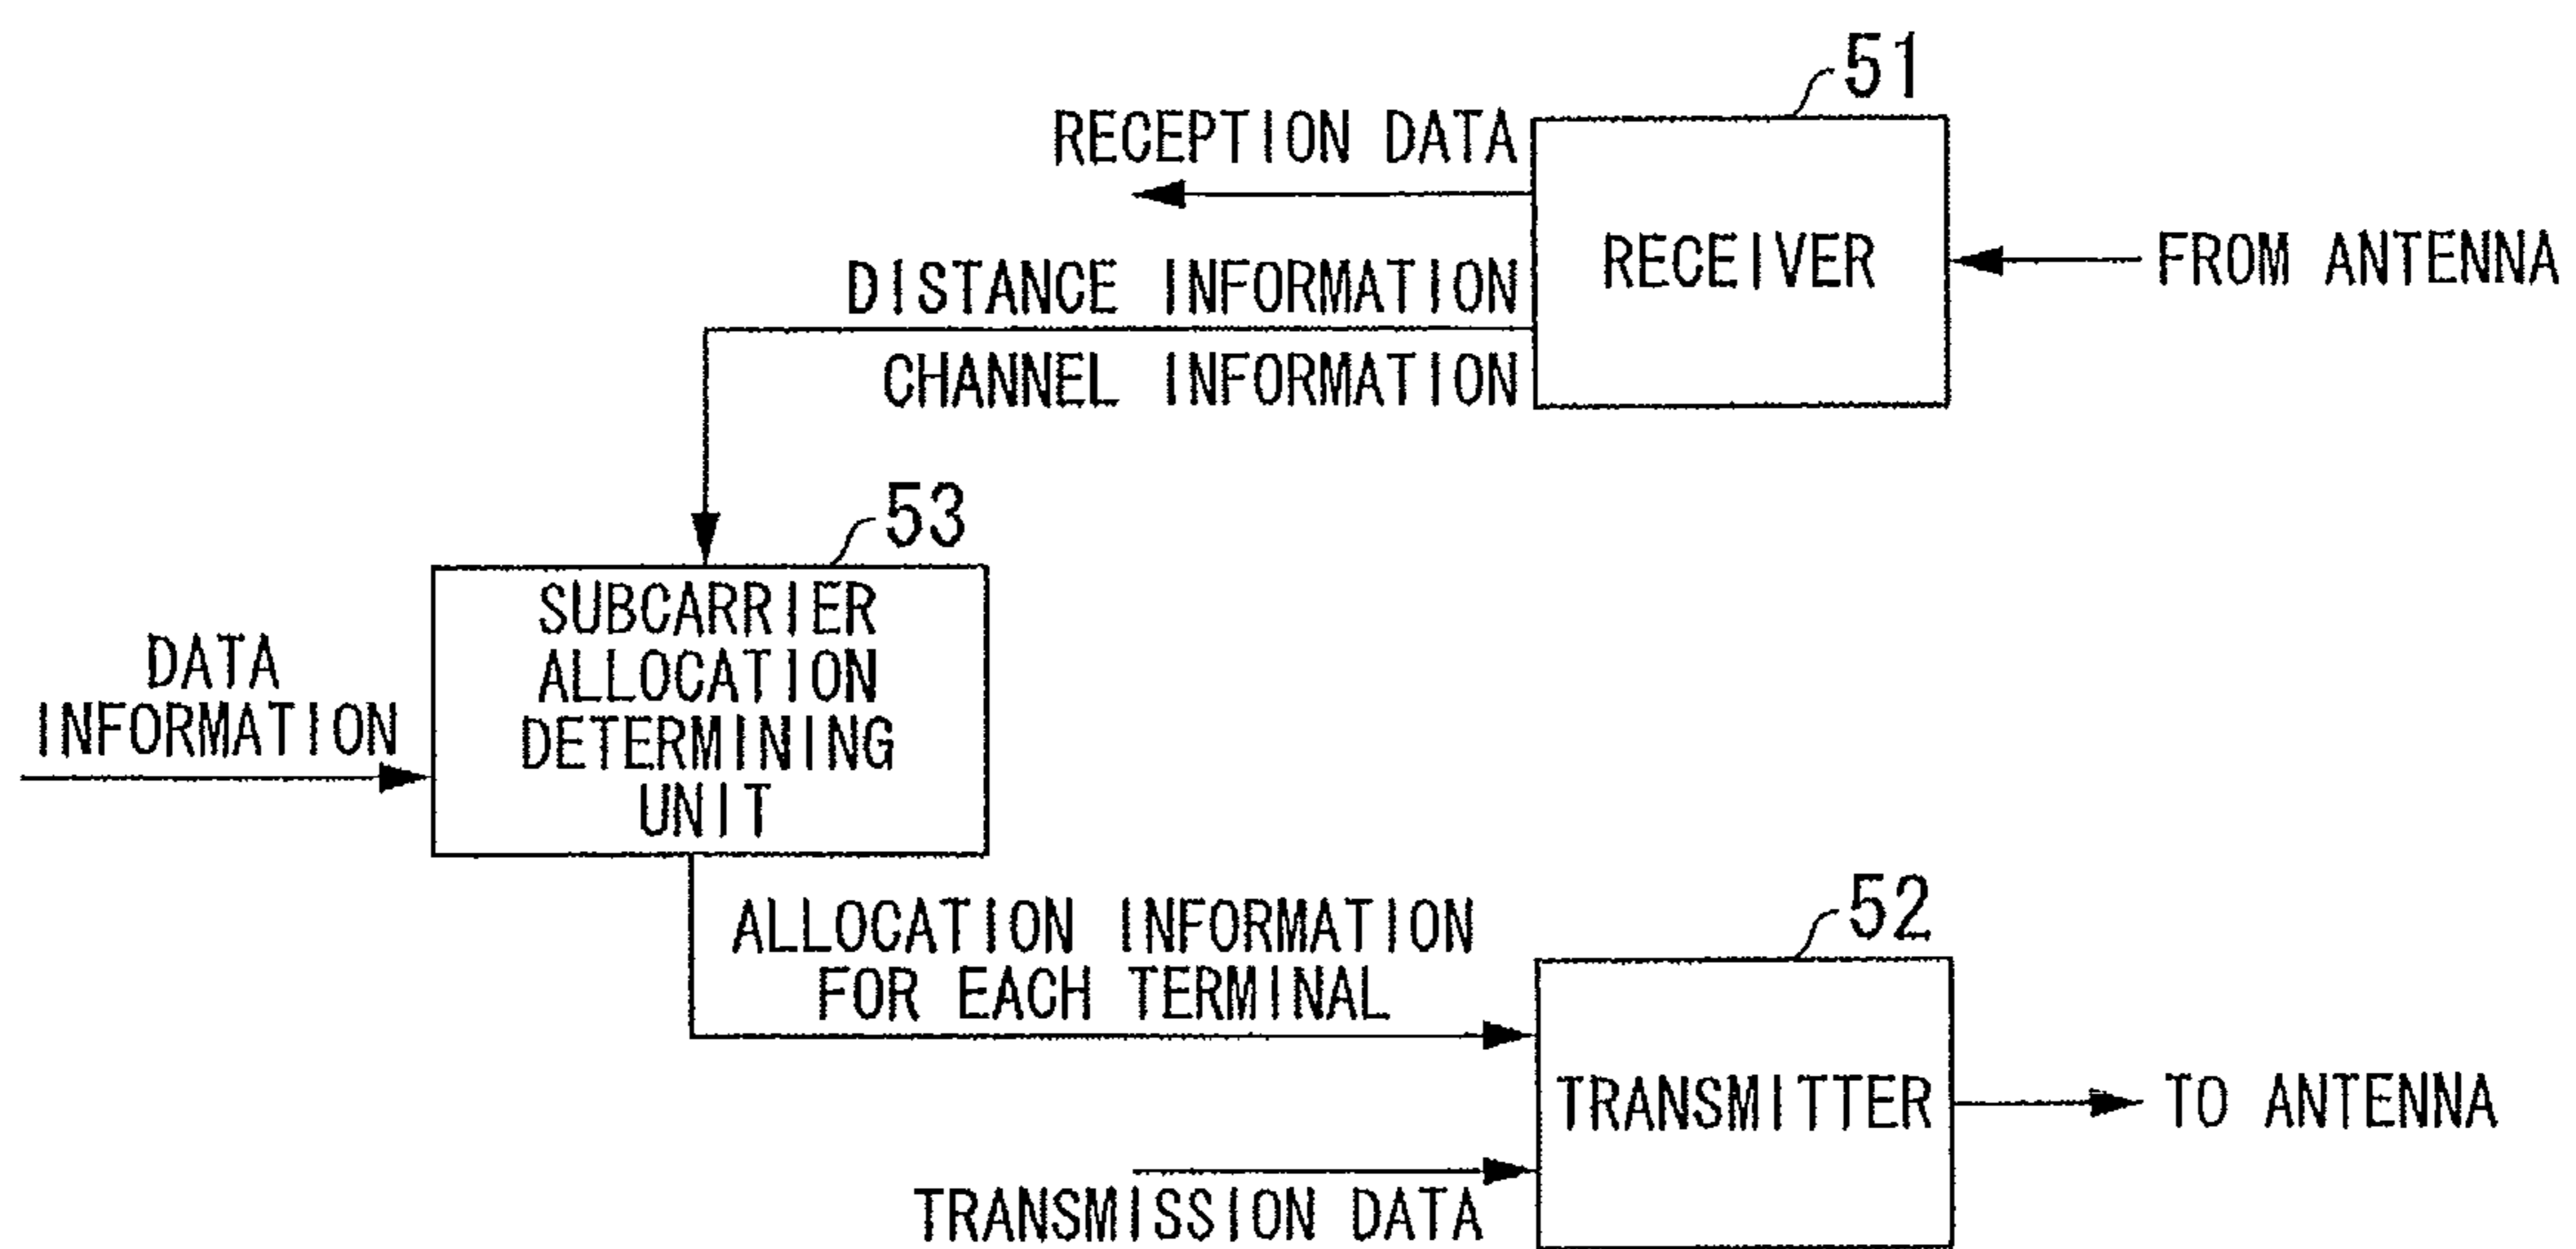 51
RECEPTION DATA
RECEIVER
FROM ANTENNA
DISTANCE INFORMATION
CHANNEL INFORMATION
53
SUBCARRIER
ALLOCATION
DETERMINING
UNIT
DATA
INFORMATION
ALLOCATION INFORMATION
FOR EACH TERMINAL
52
TRANSMITTER
TO ANTENNA
TRANSMISSION DATA